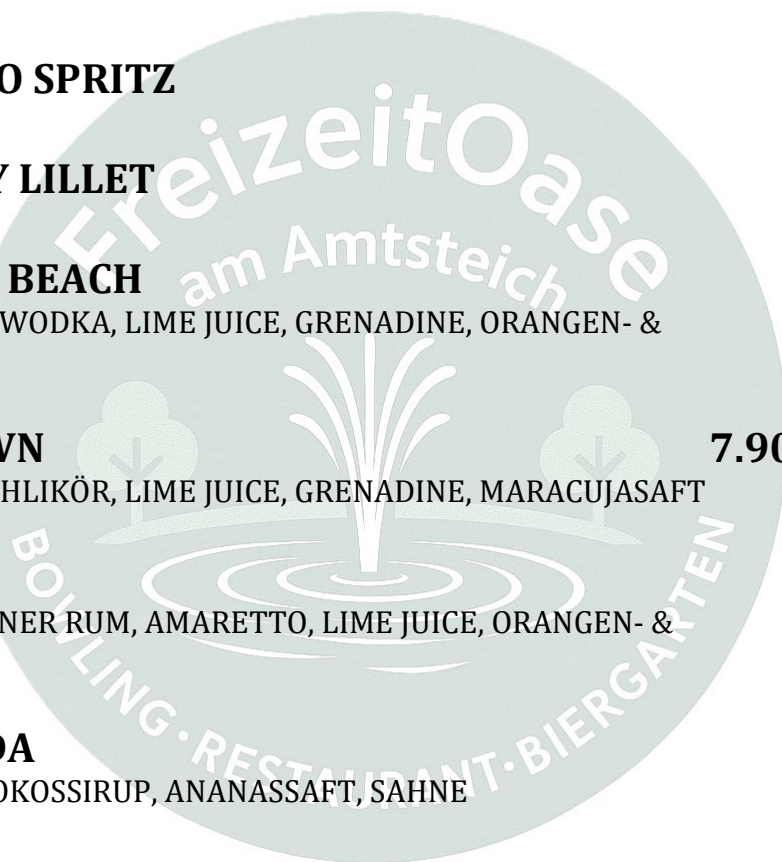 O SPRITZ
Y LILLET
BEACH
WODKA, LIME JUICE, GRENADINE, ORANGEN- &
WN 7.90
HLIKÖR, LIME JUICE, GRENADINE, MARACUJASAFT
NER RUM, AMARETTO, LIME JUICE, ORANGEN- &
DA
OKOSSIRUP, ANANASSAFT, SAHNE
FreizeitOase
am Amtsteich
BOWLING·RESTAURANT·BIERGARTEN